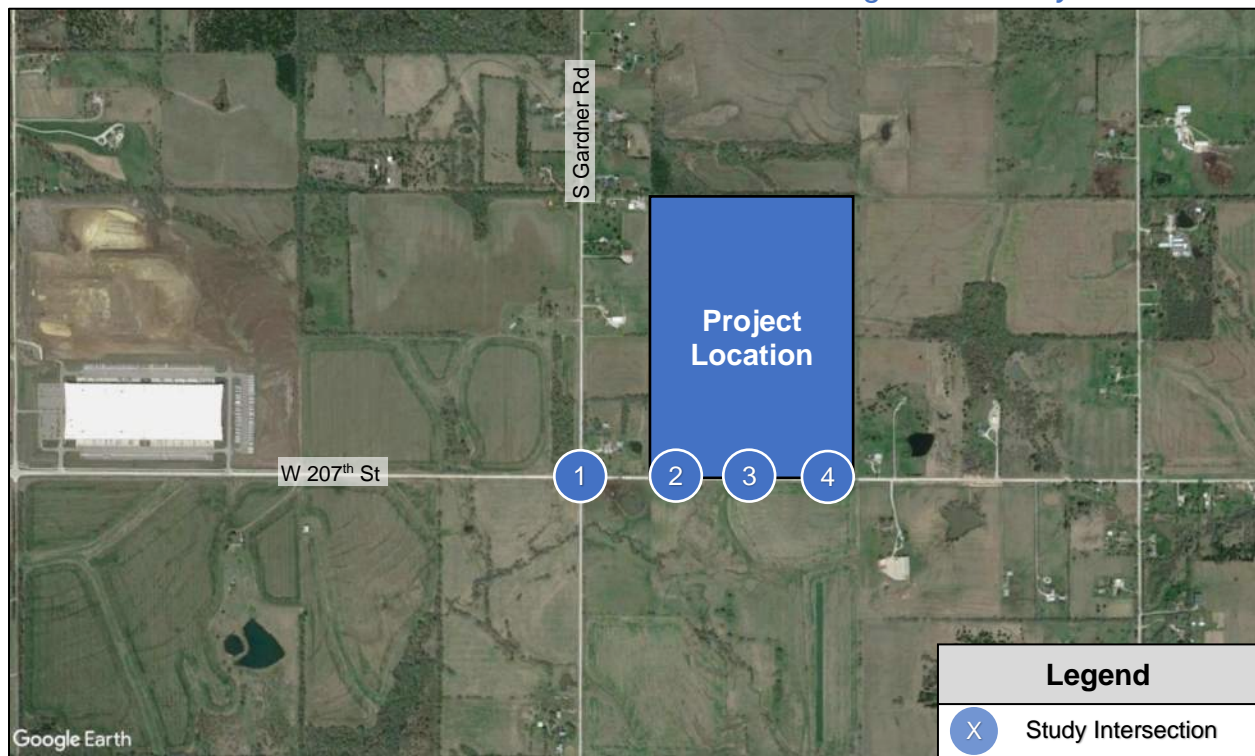 S Gardner Rd
Project
Location
W 207th St
1
2
3
4
Legend
X Study Intersection
Google Earth